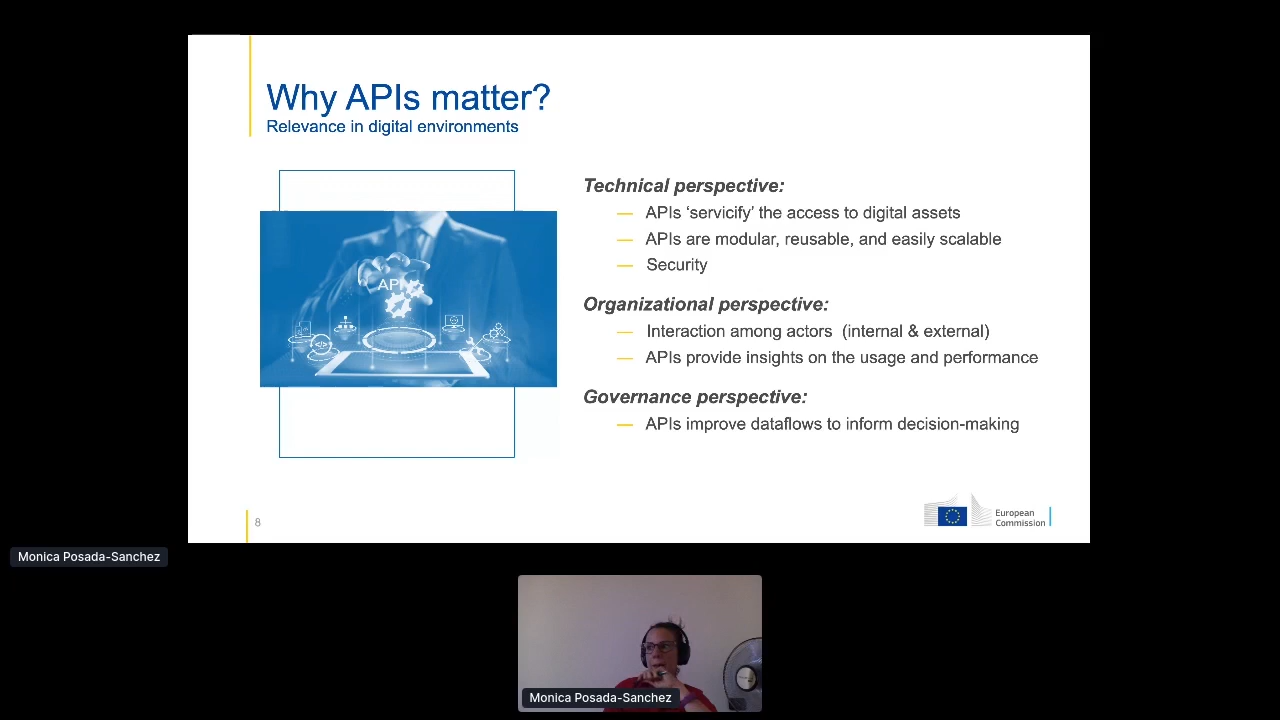 Why APIs matter?
Relevance in digital environments
API
Technical perspective:
— APIs ‘servicify’ the access to digital assets
— APIs are modular, reusable, and easily scalable
— Security
Organizational perspective:
— Interaction among actors (internal & external)
— APIs provide insights on the usage and performance
Governance perspective:
— APIs improve dataflows to inform decision-making
8
European
Commission
Monica Posada-Sanchez
Monica Posada-Sanchez